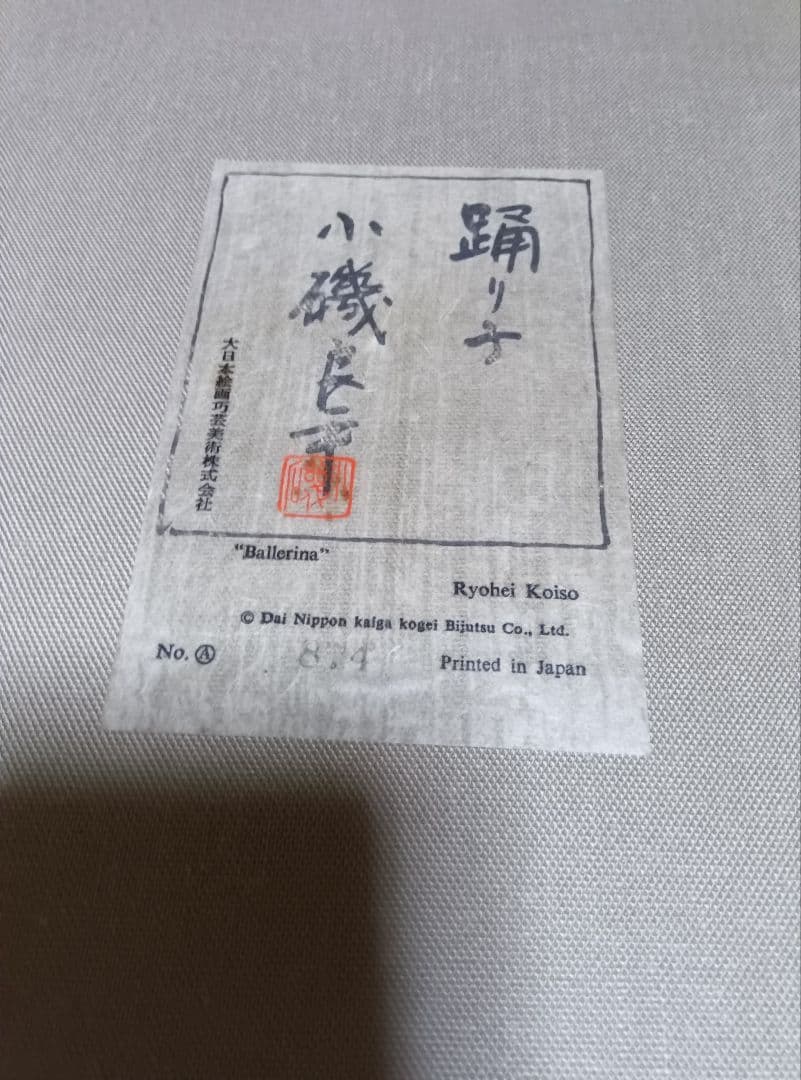 踊り子
小磯良平
大日本絵画巧芸美術株式会社
"Ballerina"
Ryohei Koiso
© Dai Nippon kaiga kogei Bijutsu Co., Ltd.
No. Ⓐ 874
Printed in Japan